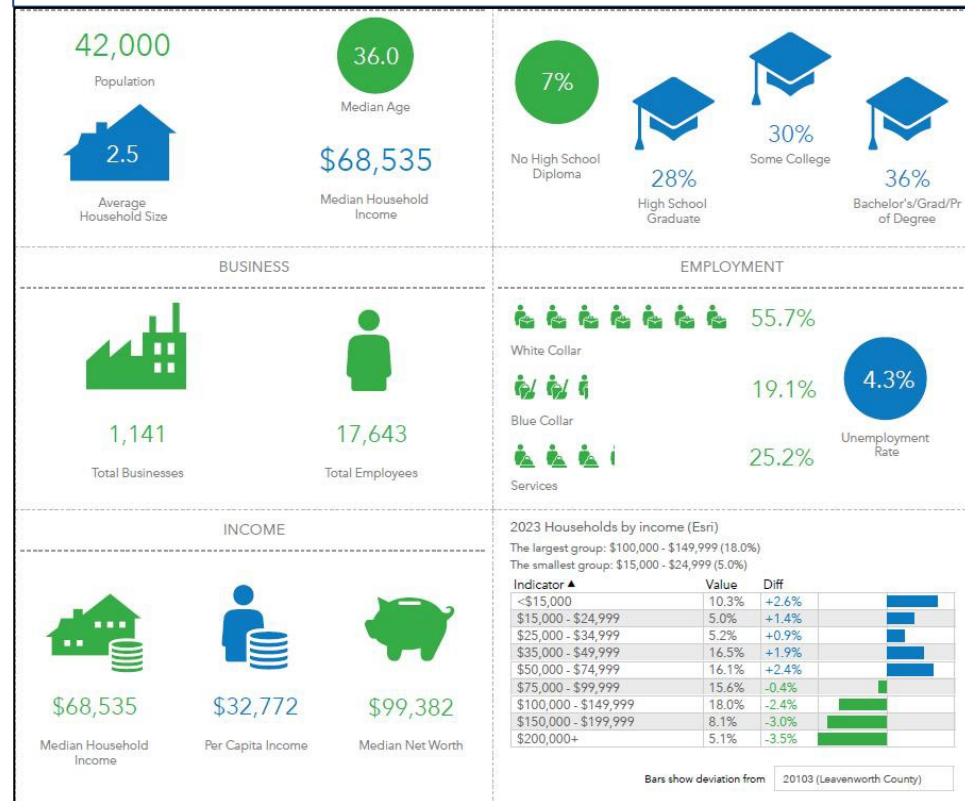 42,000
Population
36.0
Median Age
2.5
Average
Household Size
$68,535
Median Household
Income
7%
No High School
Diploma
28%
High School
Graduate
30%
Some College
36%
Bachelor's/Grad/Pr
of Degree
BUSINESS
1,141
Total Businesses
17,643
Total Employees
EMPLOYMENT
55.7%
White Collar
19.1%
Blue Collar
25.2%
Services
4.3%
Unemployment
Rate
INCOME
$68,535
Median Household
Income
$32,772
Per Capita Income
$99,382
Median Net Worth
2023 Households by income (Esri)
The largest group: $100,000 - $149,999 (18.0%)
The smallest group: $15,000 - $24,999 (5.0%)
Indicator ▲ Value Diff
<$15,000 10.3% +2.6%
$15,000 - $24,999 5.0% +1.4%
$25,000 - $34,999 5.2% +0.9%
$35,000 - $49,999 16.5% +1.9%
$50,000 - $74,999 16.1% +2.4%
$75,000 - $99,999 15.6% -0.4%
$100,000 - $149,999 18.0% -2.4%
$150,000 - $199,999 8.1% -3.0%
$200,000+ 5.1% -3.5%
Bars show deviation from 20103 (Leavenworth County)